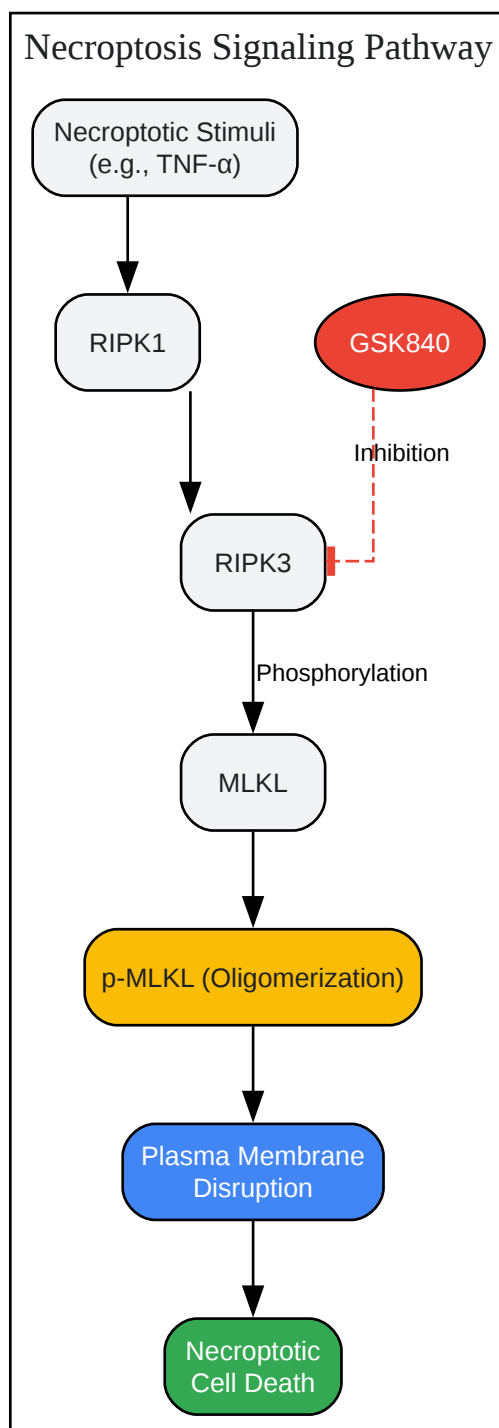 Necroptosis Signaling Pathway
Necroptotic Stimuli
(e.g., TNF-α)
RIPK1
GSK840
Inhibition
RIPK3
Phosphorylation
MLKL
p-MLKL (Oligomerization)
Plasma Membrane
Disruption
Necroptotic
Cell Death